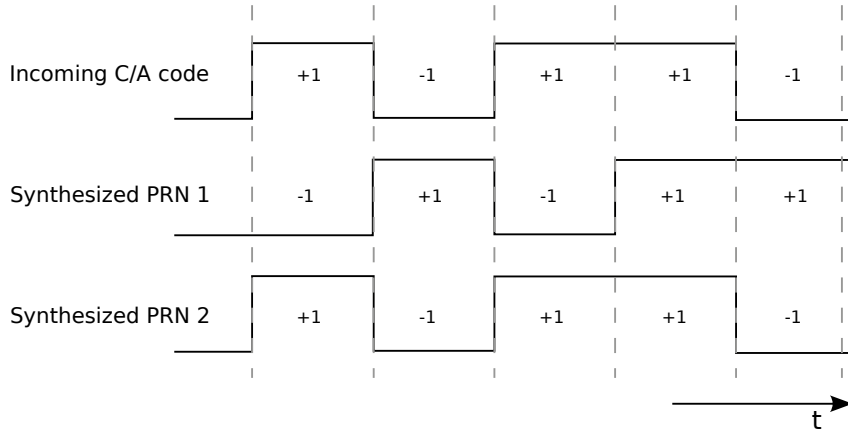 Incoming C/A code +1 -1 +1 +1 -1
Synthesized PRN 1 -1 +1 -1 +1 +1
Synthesized PRN 2 +1 -1 +1 +1 -1
t